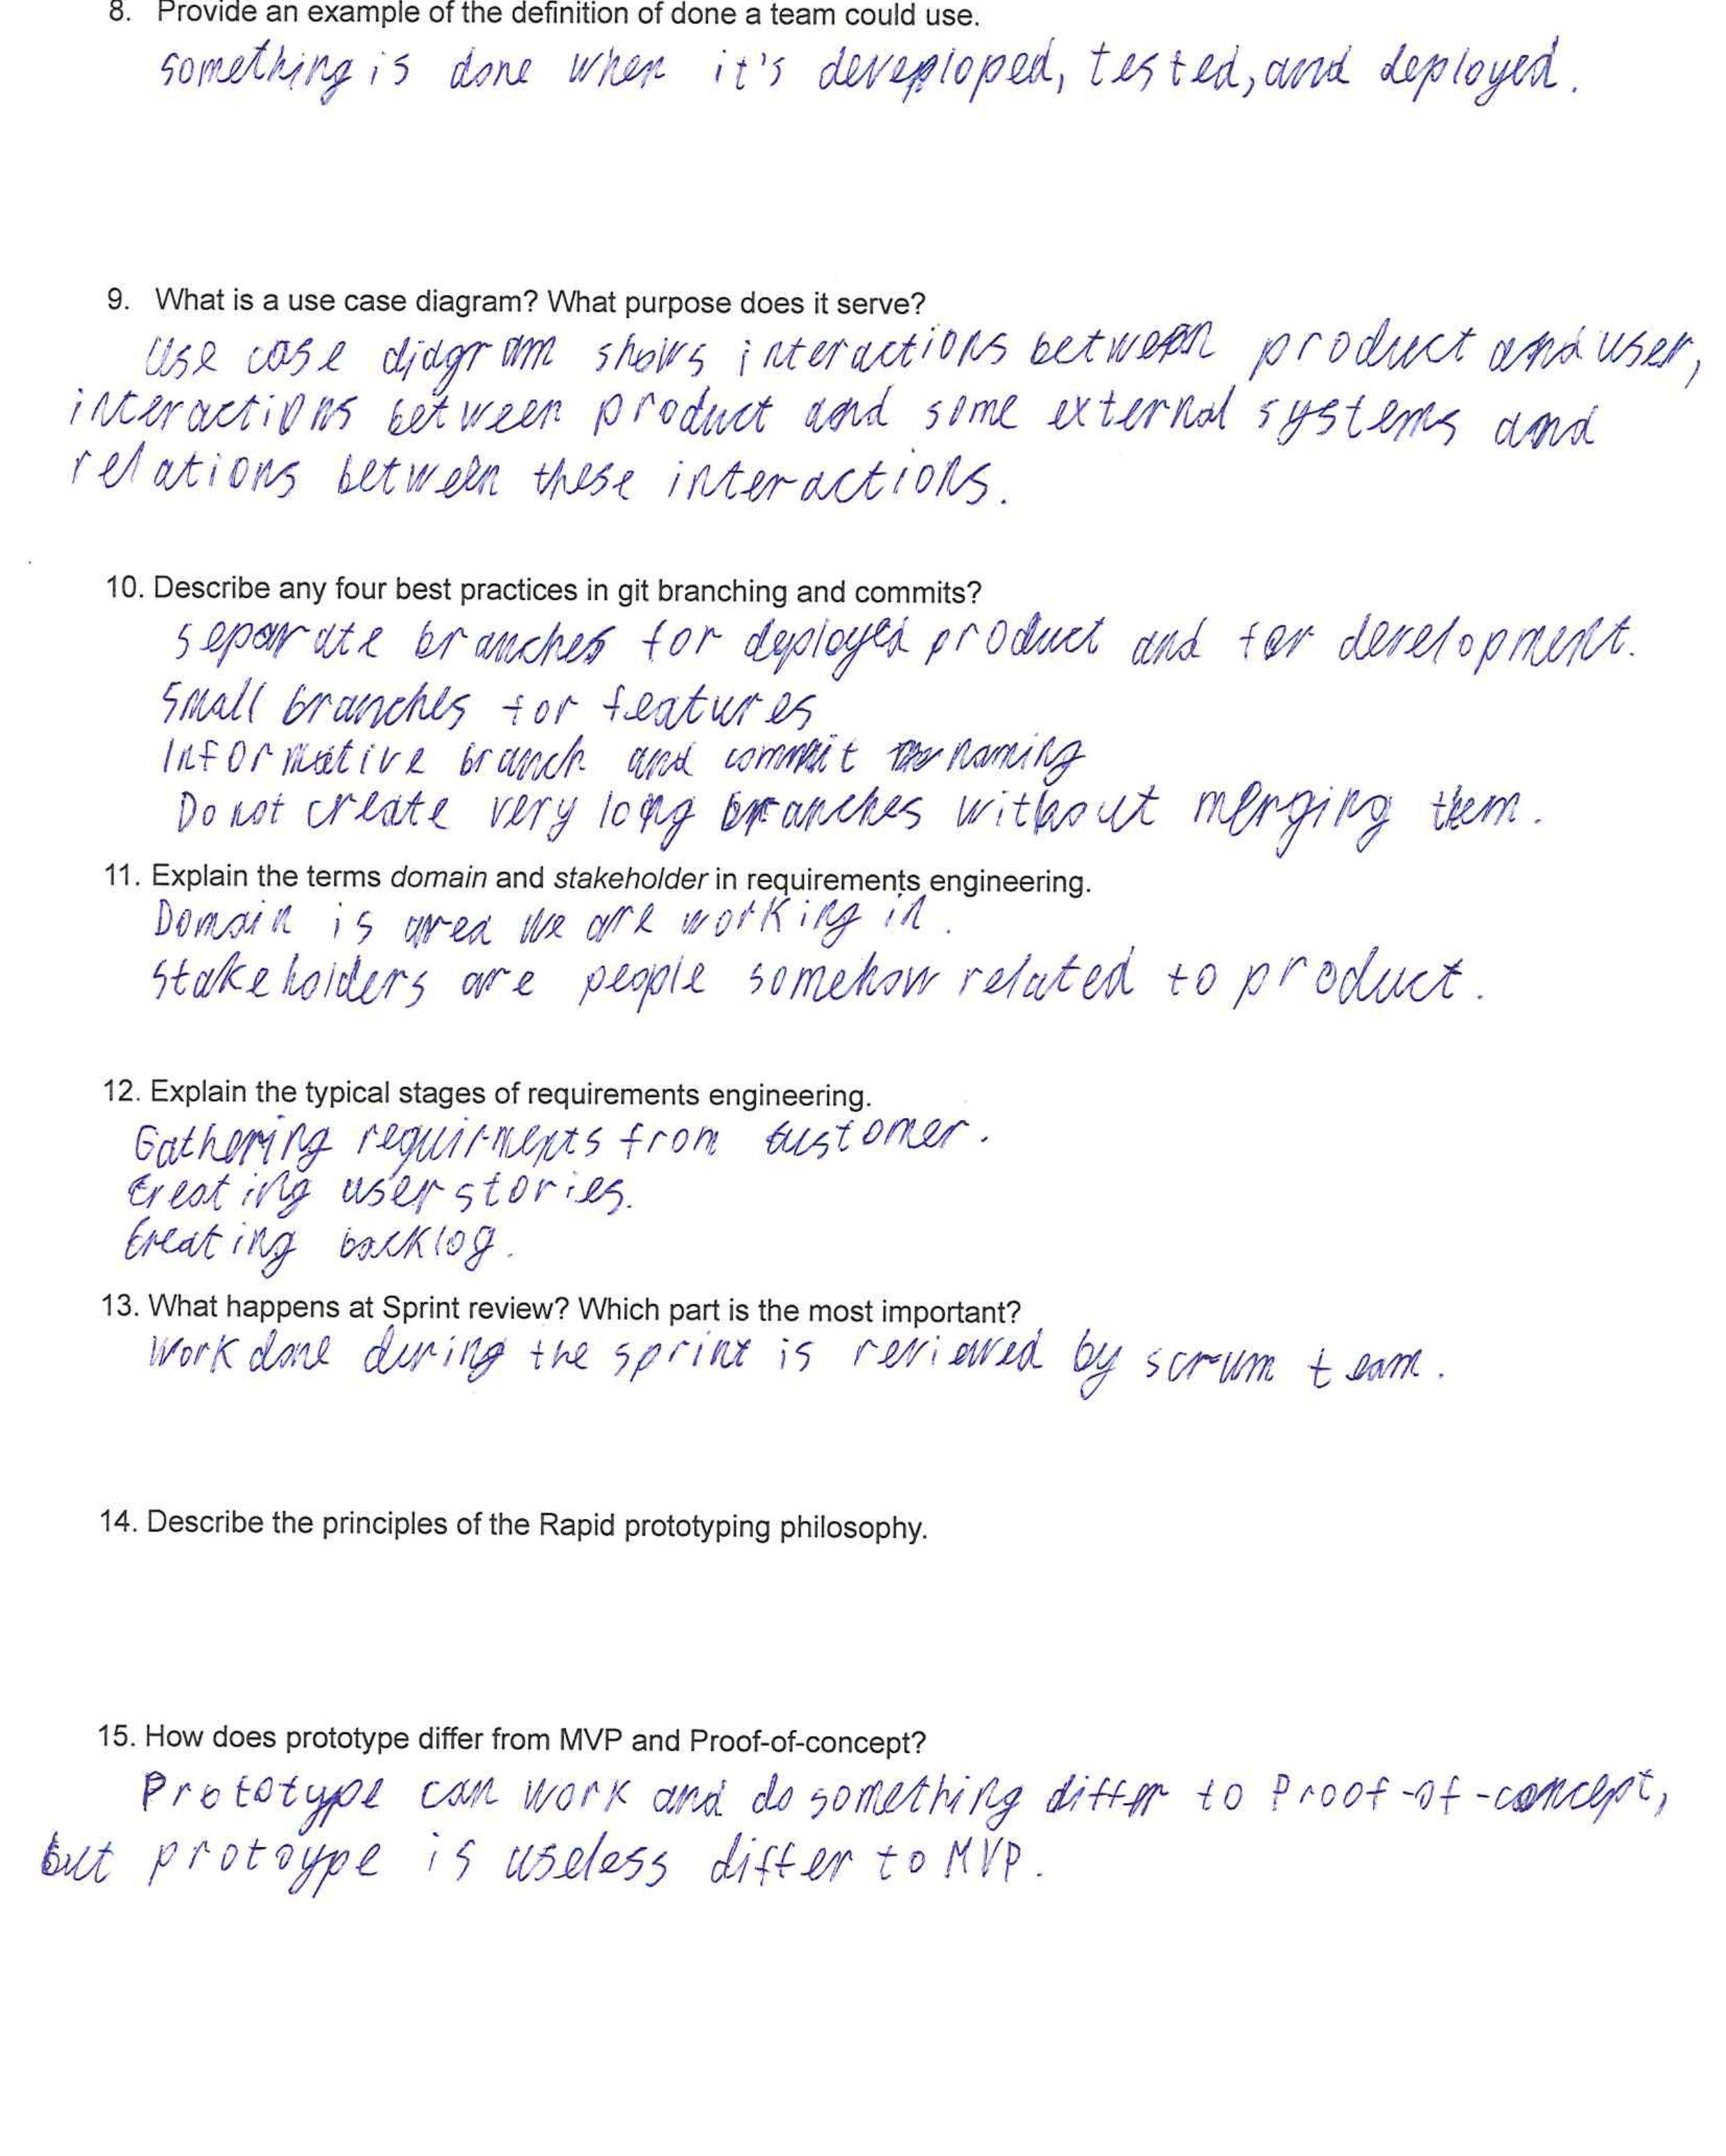 8. Provide an example of the definition of done a team could use.
something is done when it's developed, tested, and deployed.
9. What is a use case diagram? What purpose does it serve?
Use case diagram shows interactions between product and user,
interactions between product and some external systems and
relations between these interactions.
10. Describe any four best practices in git branching and commits?
Separate branches for deployed product and for development.
Small branches for features
Informative branch and commit naming
Do not create very long branches without merging them.
11. Explain the terms domain and stakeholder in requirements engineering.
Domain is area we are working in.
Stakeholders are people somehow related to product.
12. Explain the typical stages of requirements engineering.
Gathering requirments from customer.
Creating user stories.
Creating backlog.
13. What happens at Sprint review? Which part is the most important?
Work done during the sprint is reviewed by scrum team.
14. Describe the principles of the Rapid prototyping philosophy.
15. How does prototype differ from MVP and Proof-of-concept?
Prototype can work and do something differ to Proof-of-concept,
but protoype is useless differ to MVP.